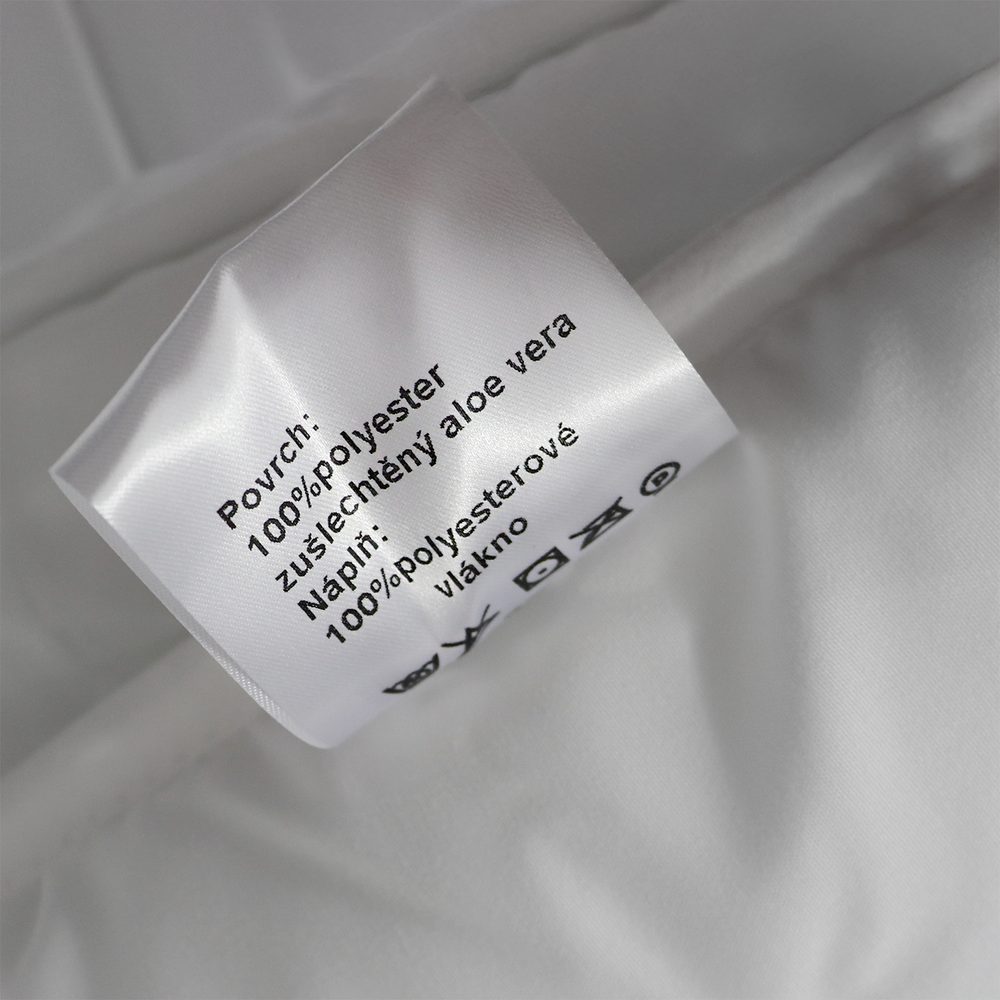 Povrch:
100%polyester
zušlechtěný aloe vera
Náplň:
100%polyesterové
vlákno
P